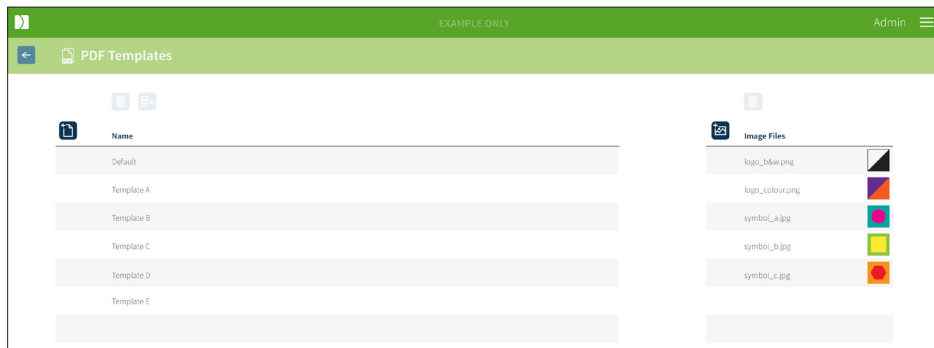 EXAMPLE ONLY
Admin
PDF Templates
Name
Default
Template A
Template B
Template C
Template D
Template E
Image Files
logo_b&w.png
logo_colour.png
symbol_a.jpg
symbol_b.jpg
symbol_c.jpg